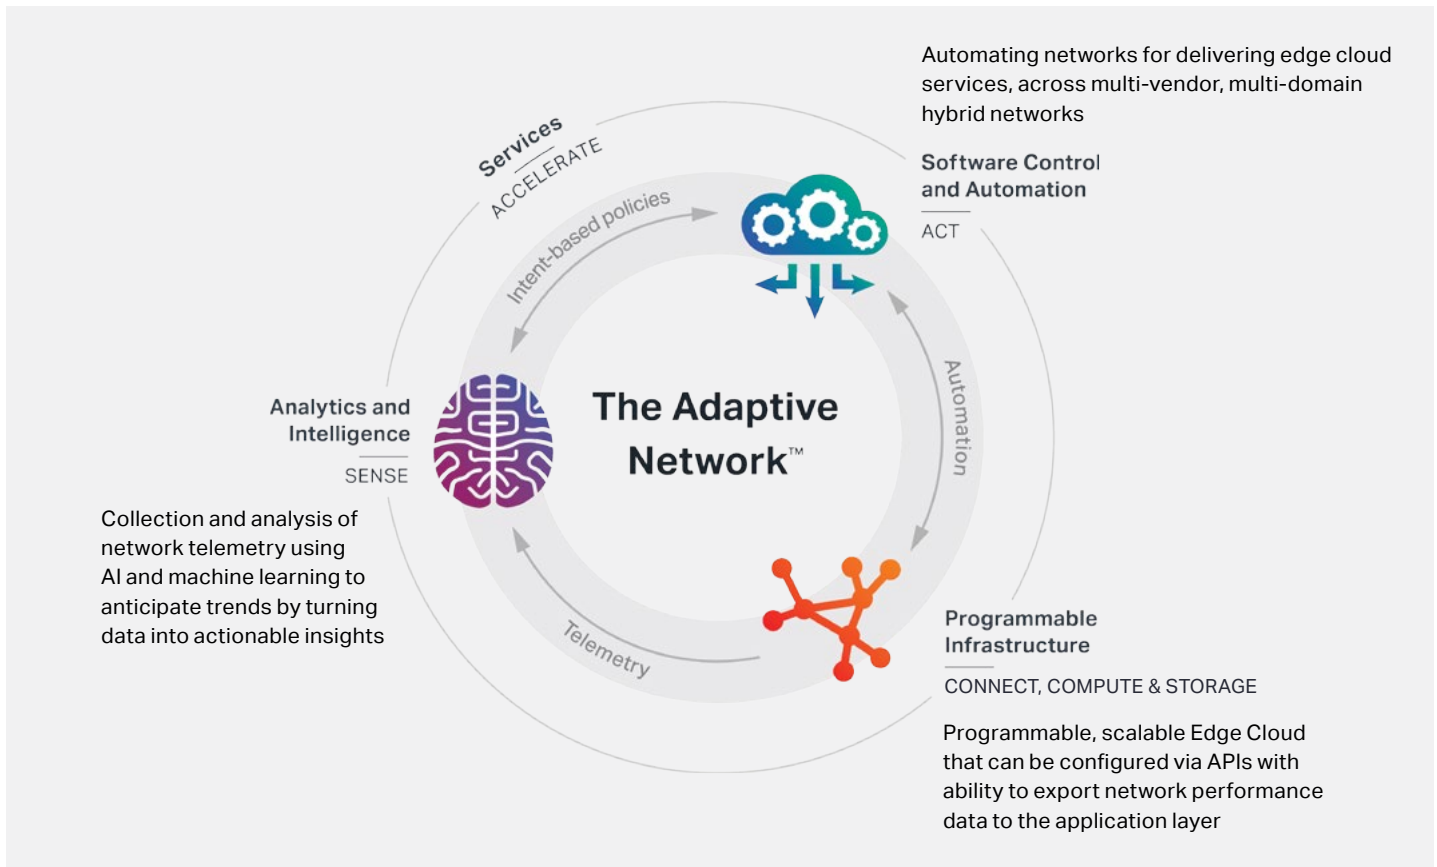 Automating networks for delivering edge cloud
services, across multi-vendor, multi-domain
hybrid networks
Services
ACCELERATE
Software Control
and Automation
ACT
Intent-based policies
Automation
The Adaptive
Network™
Analytics and
Intelligence
SENSE
Collection and analysis of
network telemetry using
AI and machine learning to
anticipate trends by turning
data into actionable insights
Telemetry
Programmable
Infrastructure
CONNECT, COMPUTE & STORAGE
Programmable, scalable Edge Cloud
that can be configured via APIs with
ability to export network performance
data to the application layer